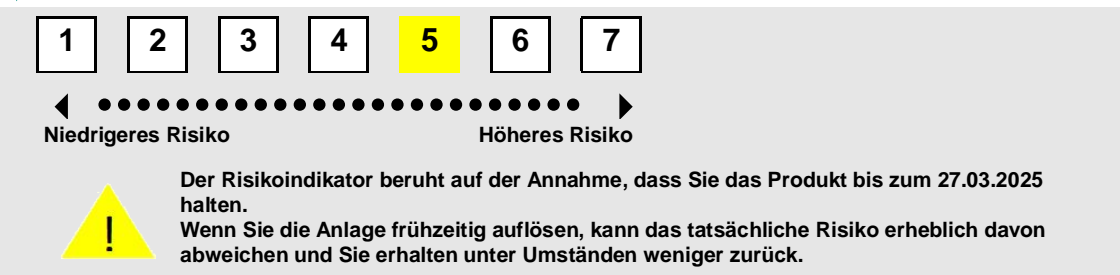 1 2 3 4 5 6 7
Niedrigeres Risiko Höheres Risiko
Der Risikoindikator beruht auf der Annahme, dass Sie das Produkt bis zum 27.03.2025
halten.
Wenn Sie die Anlage frühzeitig auflösen, kann das tatsächliche Risiko erheblich davon
abweichen und Sie erhalten unter Umständen weniger zurück.
!